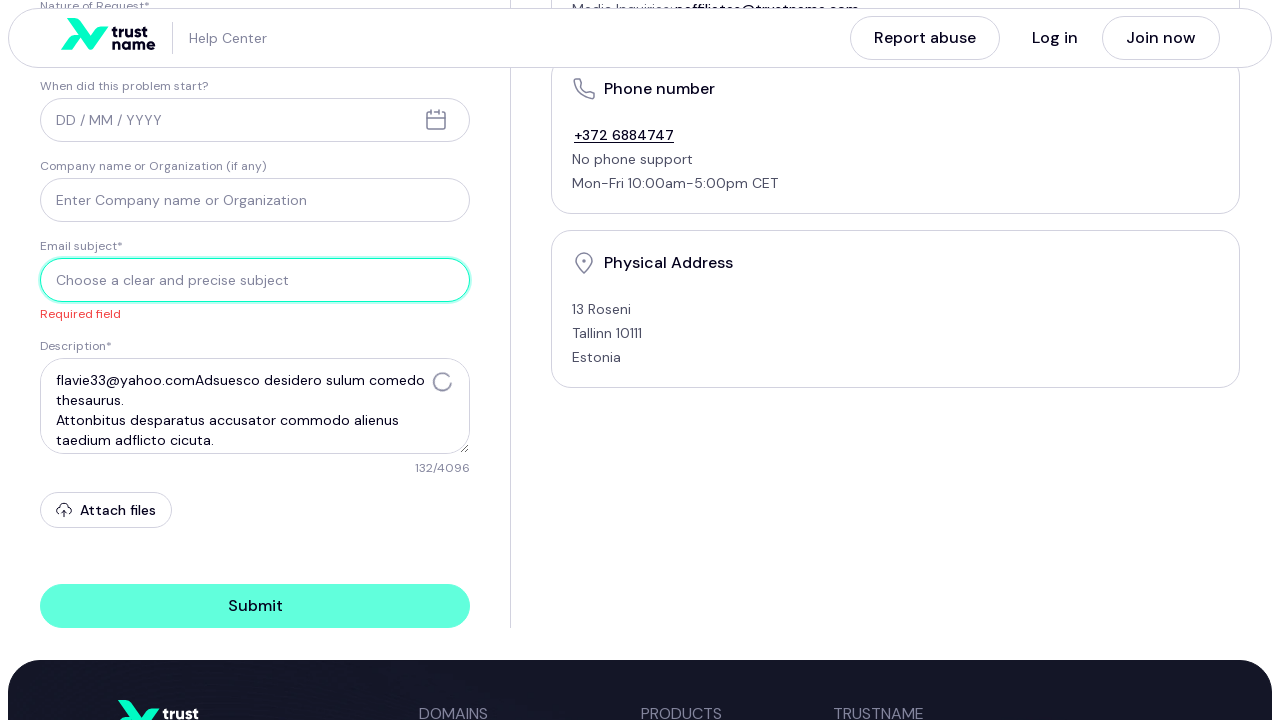 Nature of Request*
Media Inquiries: naffiliates@trustname.com
trust
name
Help Center
Report abuse
Log in
Join now
When did this problem start?
DD / MM / YYYY
Company name or Organization (if any)
Enter Company name or Organization
Email subject*
Choose a clear and precise subject
Required field
Description*
flavie33@yahoo.comAdsuesco desidero sulum comedo
thesaurus.
Attonbitus desparatus accusator commodo alienus
taedium adflicto cicuta.
132/4096
Attach files
Submit
Phone number
+372 6884747
No phone support
Mon-Fri 10:00am-5:00pm CET
Physical Address
13 Roseni
Tallinn 10111
Estonia
trust
DOMAINS
PRODUCTS
TRUSTNAME